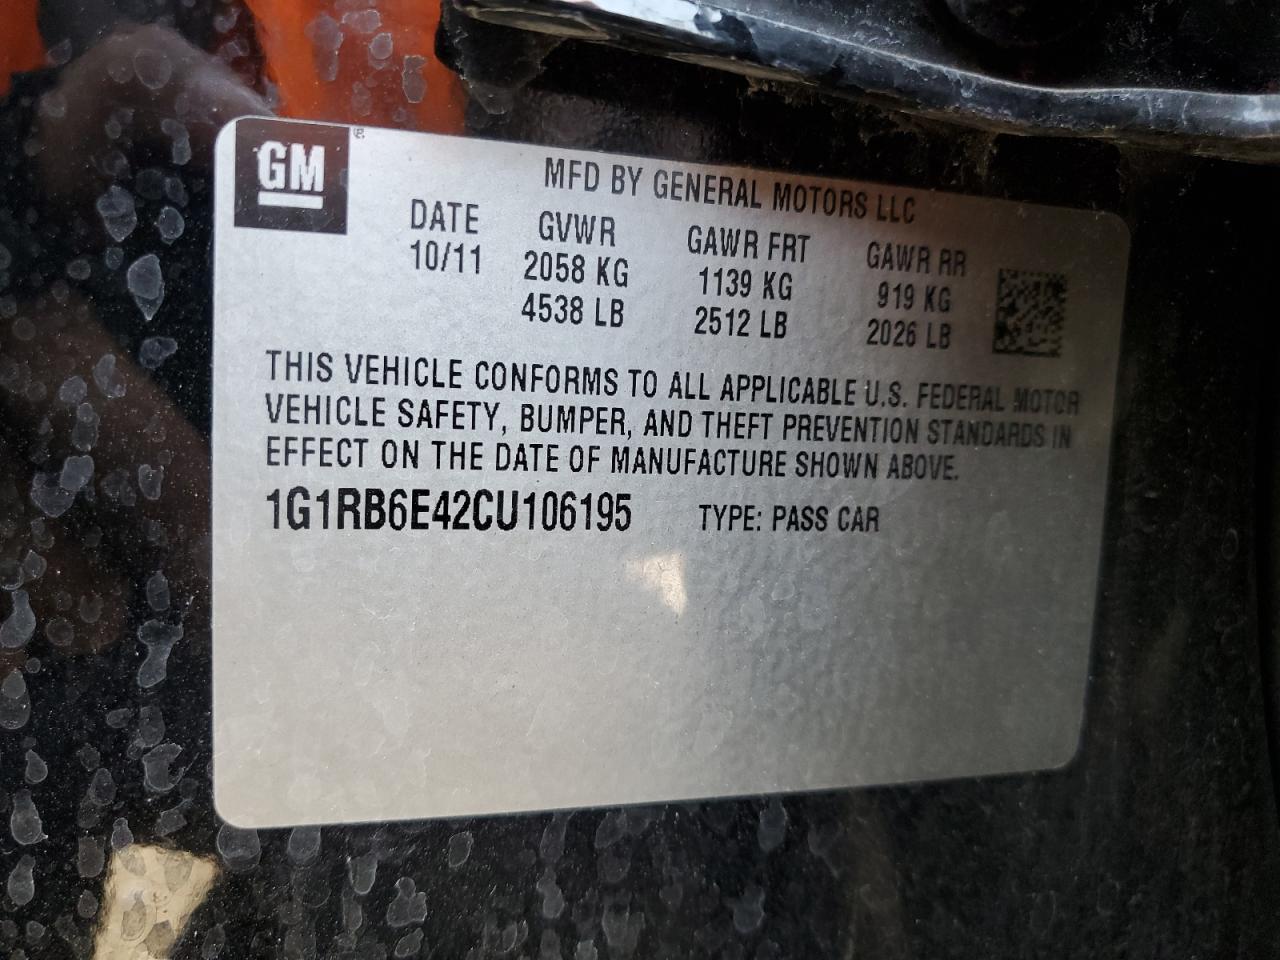 GM
MFD BY GENERAL MOTORS LLC
DATE GVWR GAWR FRT GAWR RR
10/11 2058 KG 1139 KG 919 KG
4538 LB 2512 LB 2026 LB
THIS VEHICLE CONFORMS TO ALL APPLICABLE U.S. FEDERAL MOTOR
VEHICLE SAFETY, BUMPER, AND THEFT PREVENTION STANDARDS IN
EFFECT ON THE DATE OF MANUFACTURE SHOWN ABOVE.
1G1RB6E42CU106195 TYPE: PASS CAR